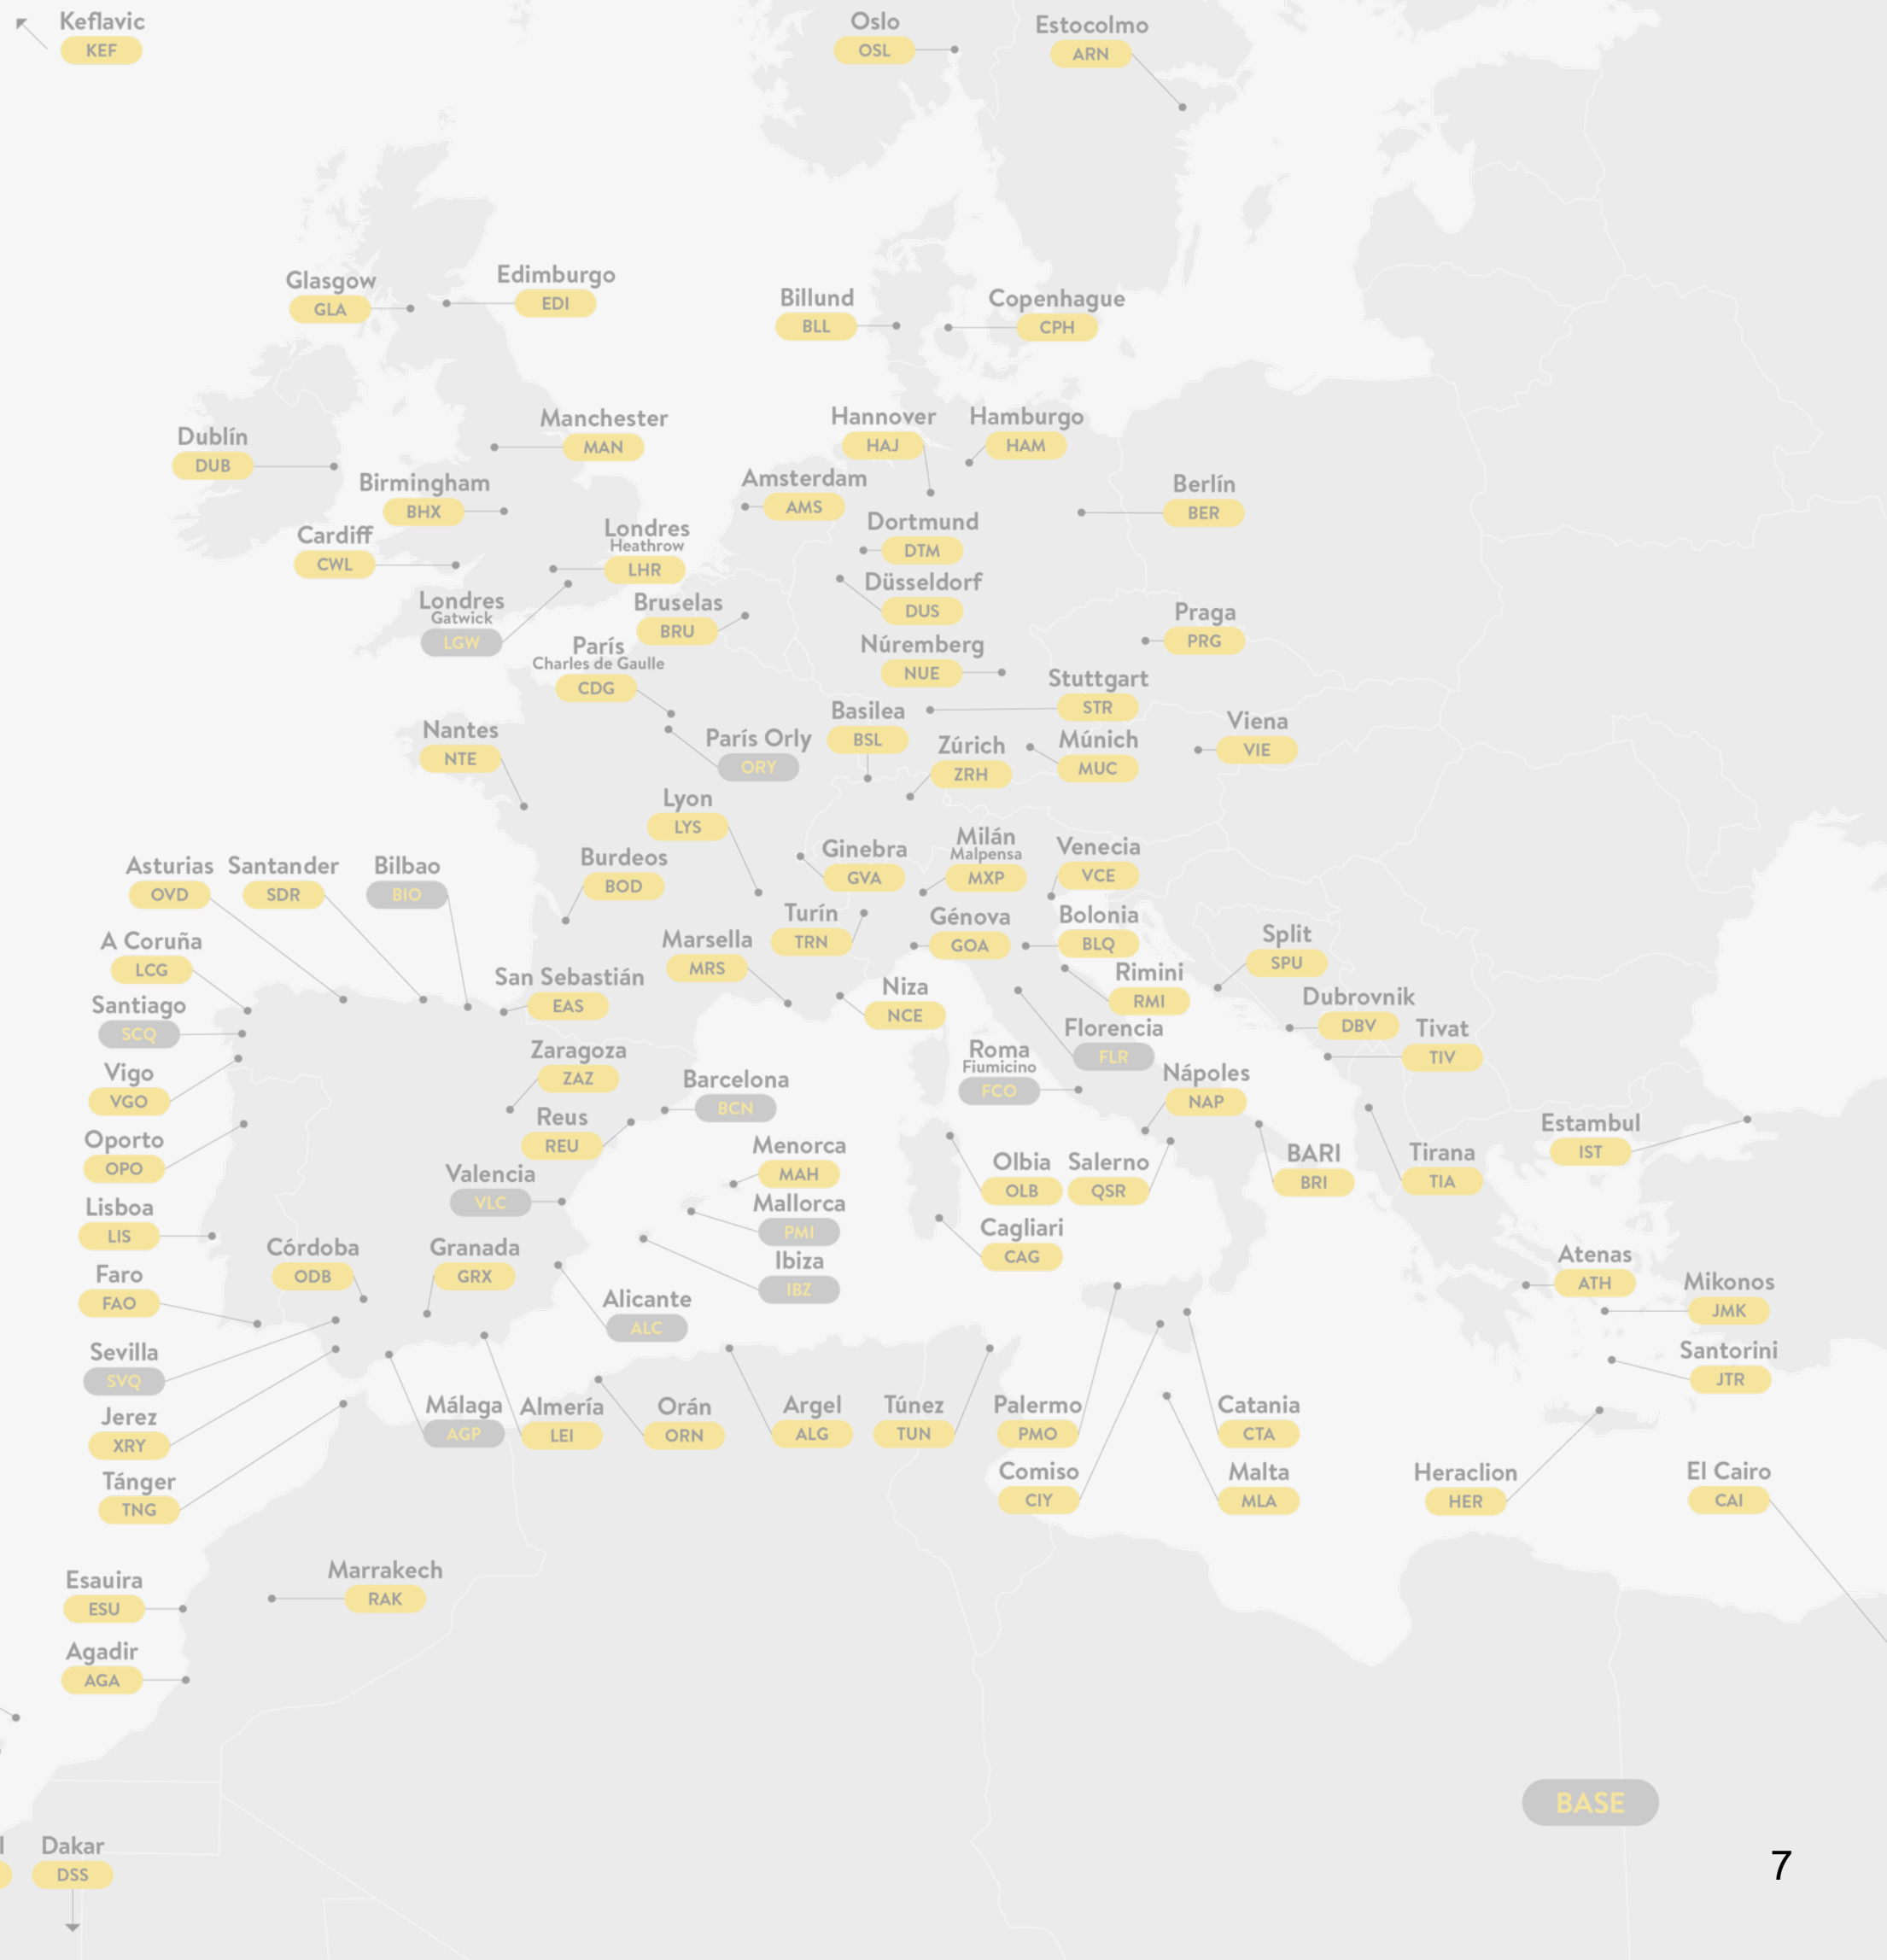 Keflavic
KEF
Oslo
OSL
Estocolmo
ARN
Glasgow
GLA
Edimburgo
EDI
Billund
BLL
Copenhague
CPH
Dublín
DUB
Manchester
MAN
Hannover
HAJ
Hamburgo
HAM
Birmingham
BHX
Amsterdam
AMS
Berlín
BER
Cardiff
CWL
Londres
Heathrow
LHR
Dortmund
DTM
Londres
Gatwick
LGW
Bruselas
BRU
Düsseldorf
DUS
Praga
PRG
París
Charles de Gaulle
CDG
Núremberg
NUE
Stuttgart
STR
Nantes
NTE
París Orly
ORY
Basilea
BSL
Zúrich
ZRH
Múnich
MUC
Viena
VIE
Lyon
LYS
Asturias
OVD
Santander
SDR
Bilbao
BIO
Burdeos
BOD
Ginebra
GVA
Milán
Malpensa
MXP
Venecia
VCE
A Coruña
LCG
Marsella
MRS
Turín
TRN
Génova
GOA
Bolonia
BLQ
Split
SPU
Santiago
SCQ
San Sebastián
EAS
Niza
NCE
Rimini
RMI
Dubrovnik
DBV
Tivat
TIV
Vigo
VGO
Zaragoza
ZAZ
Barcelona
BCN
Roma
Fiumicino
FCO
Florencia
FLR
Nápoles
NAP
Oporto
OPO
Reus
REU
Menorca
MAH
Olbia
OLB
Salerno
QSR
BARI
BRI
Tirana
TIA
Estambul
IST
Lisboa
LIS
Valencia
VLC
Mallorca
PMI
Cagliari
CAG
Faro
FAO
Córdoba
ODB
Granada
GRX
Ibiza
IBZ
Atenas
ATH
Mikonos
JMK
Alicante
ALC
Sevilla
SVQ
Santorini
JTR
Jerez
XRY
Málaga
AGP
Almería
LEI
Orán
ORN
Argel
ALG
Túnez
TUN
Palermo
PMO
Catania
CTA
Tánger
TNG
Comiso
CIY
Malta
MLA
Heraclion
HER
El Cairo
CAI
Esauira
ESU
Marrakech
RAK
Agadir
AGA
BASE
l
Dakar
DSS
7